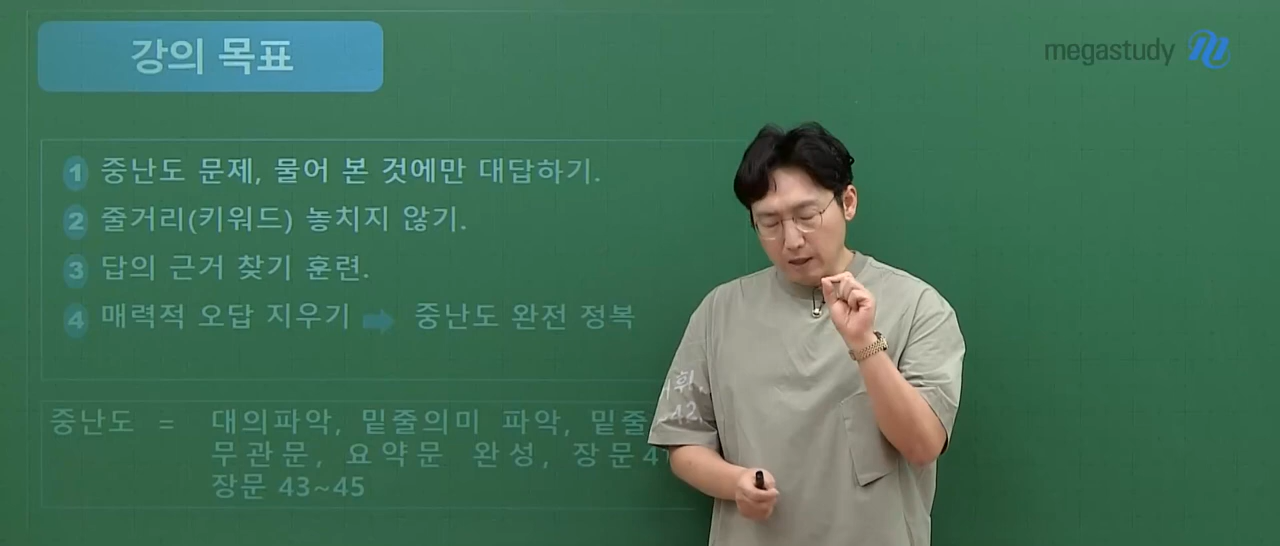 강의 목표
megastudy
1 중난도 문제, 물어 본 것에만 대답하기.
2 줄거리(키워드) 놓치지 않기.
3 답의 근거 찾기 훈련.
4 매력적 오답 지우기 중난도 완전 정복
중난도 = 대의파악, 밑줄의미 파악, 밑줄
무관문, 요약문 완성, 장문4
장문 43~45
휘,
42